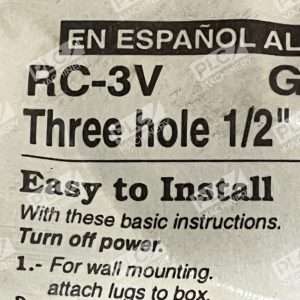 EN ESPAÑOL AL
RC-3V G
Three hole 1/2"
Easy to Install
With these basic instructions.
Turn off power.
1.- For wall mounting.
attach lugs to box